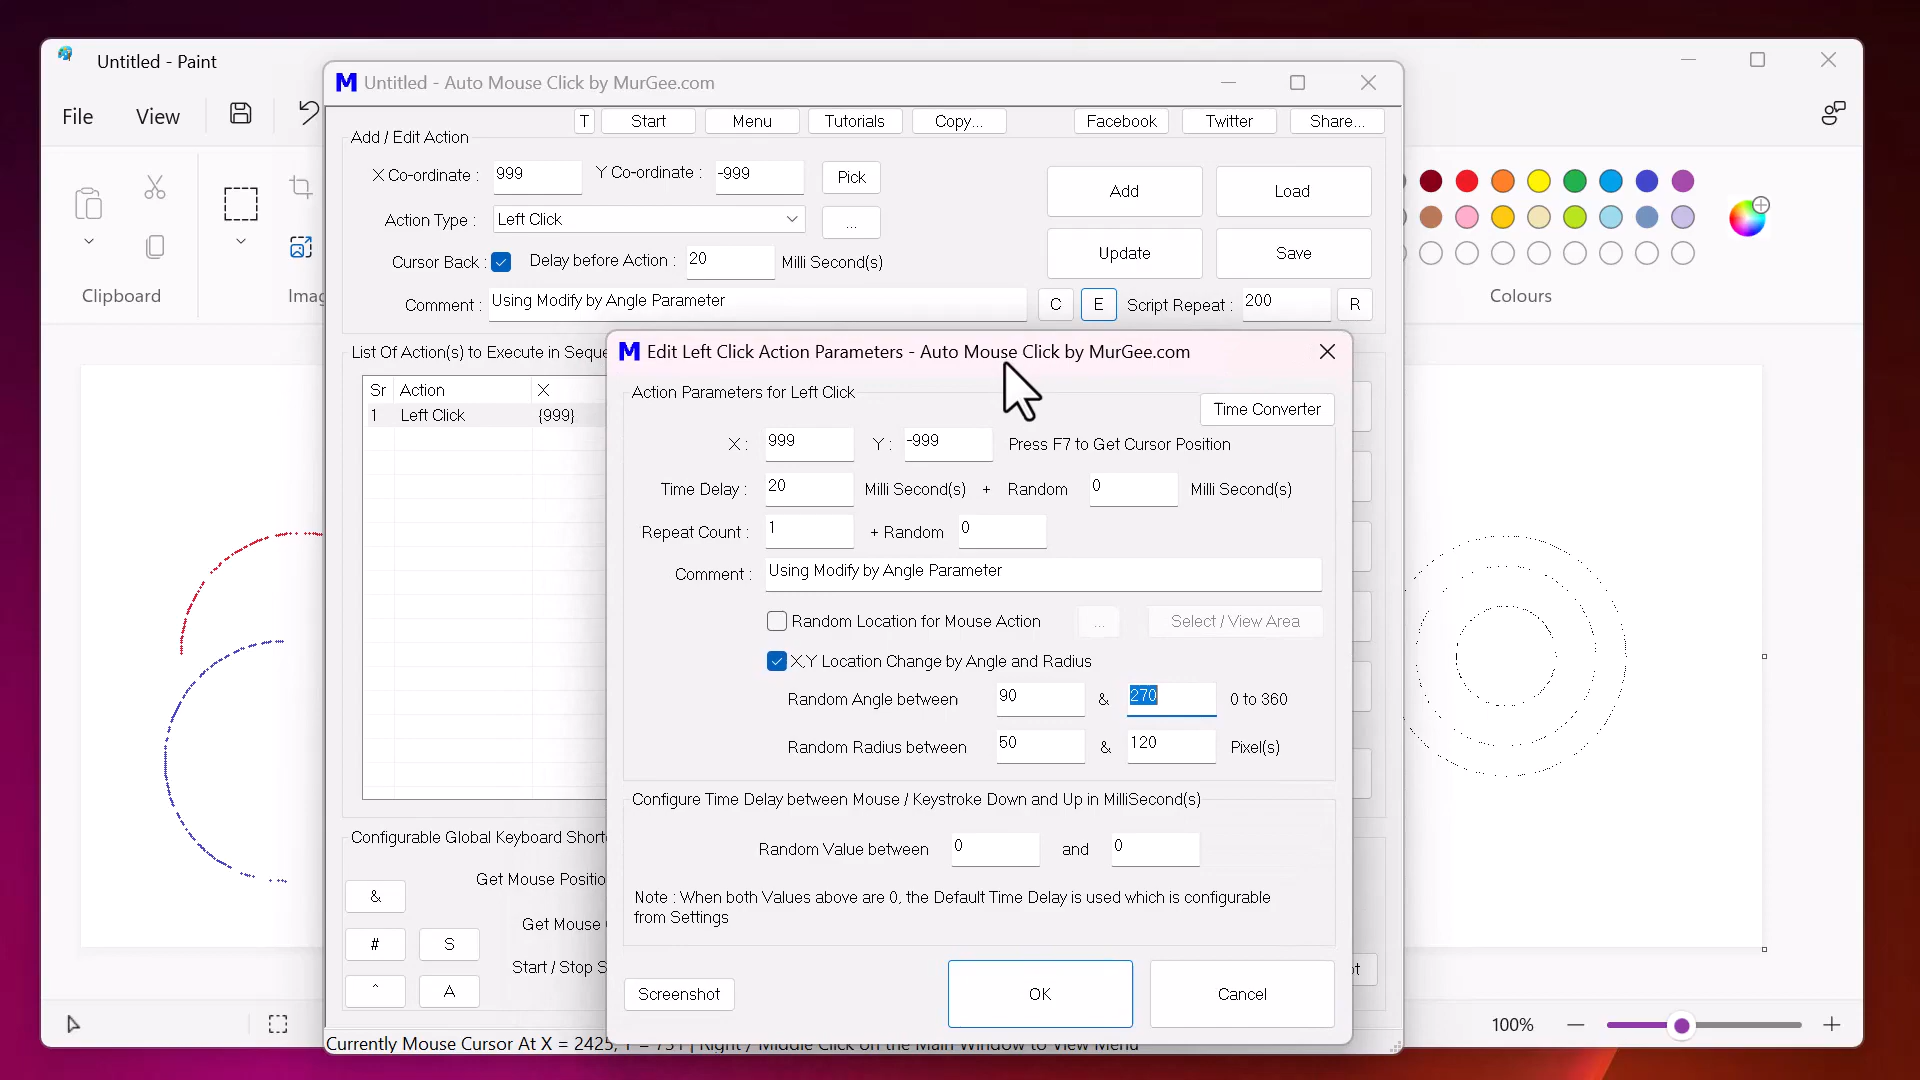 Untitled - Paint
File View
Clipboard
Colours
100%
M Untitled - Auto Mouse Click by MurGee.com
T Start Menu Tutorials Copy... Facebook Twitter Share...
Add / Edit Action
X Co-ordinate : 999 Y Co-ordinate : -999 Pick
Add Load
Action Type : Left Click ...
Cursor Back : Delay before Action : 20 Milli Second(s)
Update Save
Comment : Using Modify by Angle Parameter C E Script Repeat : 200 R
List Of Action(s) to Execute in Seque
Sr Action X
1 Left Click {999}
Configurable Global Keyboard Short
& Get Mouse Positio
Get Mouse
# S
Start / Stop S
^ A
Currently Mouse Cursor At X = 2425, | Right / Middle Click on the Main Window to View Menu
M Edit Left Click Action Parameters - Auto Mouse Click by MurGee.com
Action Parameters for Left Click
Time Converter
X : 999 Y : -999 Press F7 to Get Cursor Position
Time Delay : 20 Milli Second(s) + Random 0 Milli Second(s)
Repeat Count : 1 + Random 0
Comment : Using Modify by Angle Parameter
Random Location for Mouse Action ... Select / View Area
X,Y Location Change by Angle and Radius
Random Angle between 90 & 270 0 to 360
Random Radius between 50 & 120 Pixel(s)
Configure Time Delay between Mouse / Keystroke Down and Up in MilliSecond(s)
Random Value between 0 and 0
Note : When both Values above are 0, the Default Time Delay is used which is configurable
from Settings
Screenshot OK Cancel